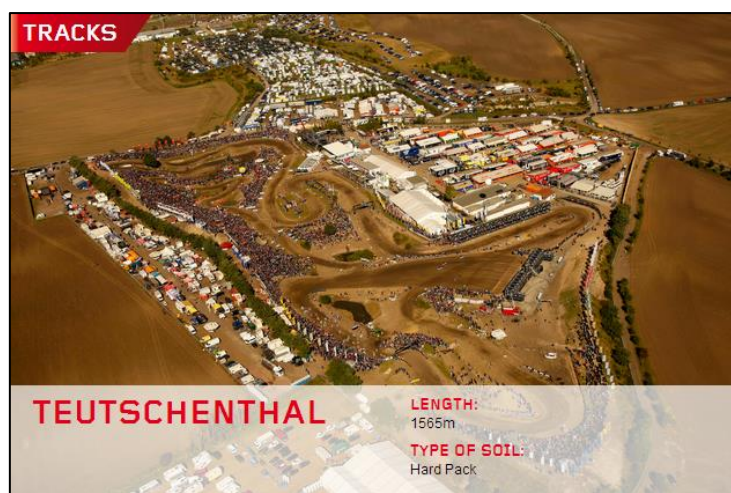 TRACKS
TEUTSCHENTHAL
LENGTH:
1565m
TYPE OF SOIL:
Hard Pack